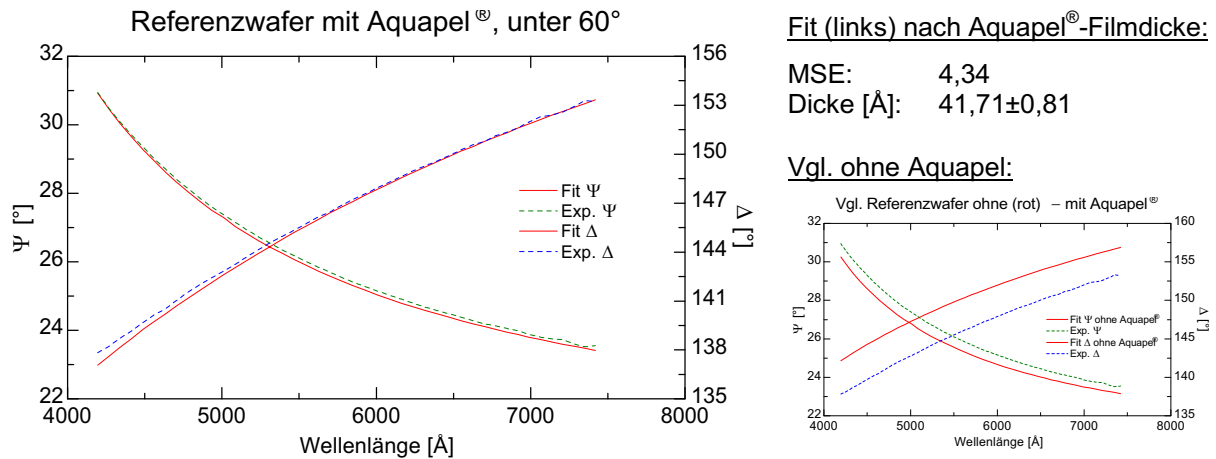 Referenzwafer mit Aquapel ®, unter 60°
32
30
28
26
24
22
Ψ [°]
156
153
150
147
144
141
138
135
Δ [°]
Fit Ψ
Exp. Ψ
Fit Δ
Exp. Δ
4000 5000 6000 7000 8000
Wellenlänge [Å]
Fit (links) nach Aquapel®-Filmdicke:
MSE: 4,34
Dicke [Å]: 41,71±0,81
Vgl. ohne Aquapel:
Vgl. Referenzwafer ohne (rot) – mit Aquapel ®
32
30
28
26
24
22
Ψ [°]
160
155
150
145
140
135
Δ [°]
Fit Ψ ohne Aquapel®
Exp. Ψ
Fit Δ ohne Aquapel®
Exp. Δ
4000 5000 6000 7000 8000
Wellenlänge [Å]